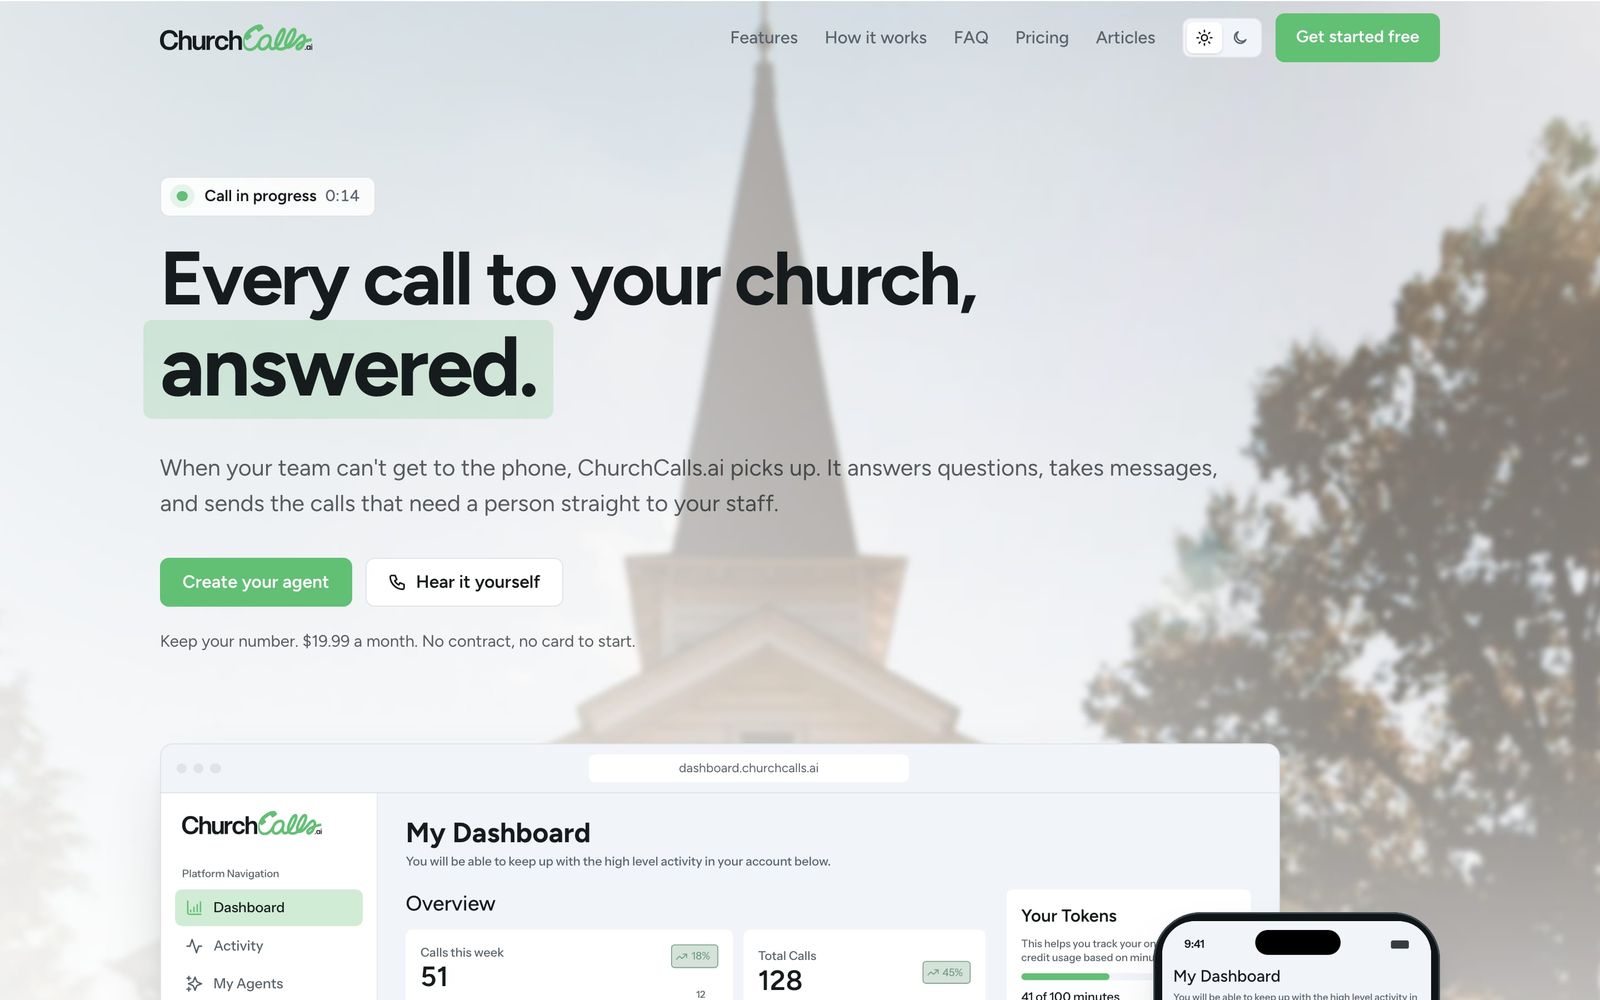 ChurchCalls.ai
Features
How it works
FAQ
Pricing
Articles
Get started free
Call in progress 0:14
Every call to your church,
answered.
When your team can't get to the phone, ChurchCalls.ai picks up. It answers questions, takes messages,
and sends the calls that need a person straight to your staff.
Create your agent
Hear it yourself
Keep your number. $19.99 a month. No contract, no card to start.
dashboard.churchcalls.ai
ChurchCalls.ai
Platform Navigation
Dashboard
Activity
My Agents
My Dashboard
You will be able to keep up with the high level activity in your account below.
Overview
Calls this week
51
18%
12
Total Calls
128
45%
Your Tokens
This helps you track your
credit usage based on
41 of 100 minutes
9:41
My Dashboard
You will be able to keep up with the high level activity in